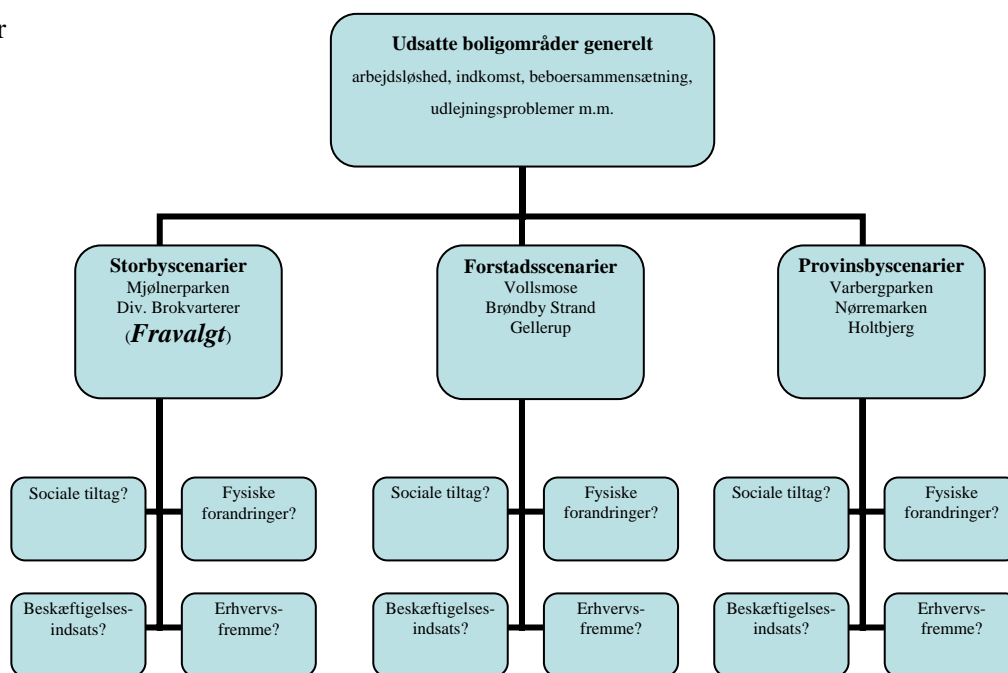 r
Udsatte boligområder generelt
arbejdsløshed, indkomst, beboersammensætning,
udlejningsproblemer m.m.
Storbyscenarier
Mjølnerparken
Div. Brokvarterer
(Fravalgt)
Forstadsscenarier
Vollsmose
Brøndby Strand
Gellerup
Provinsbyscenarier
Varbergparken
Nørremarken
Holtbjerg
Sociale tiltag?
Fysiske
forandringer?
Beskæftigelses-
indsats?
Erhvervs-
fremme?
Sociale tiltag?
Fysiske
forandringer?
Beskæftigelses-
indsats?
Erhvervs-
fremme?
Sociale tiltag?
Fysiske
forandringer?
Beskæftigelses-
indsats?
Erhvervs-
fremme?